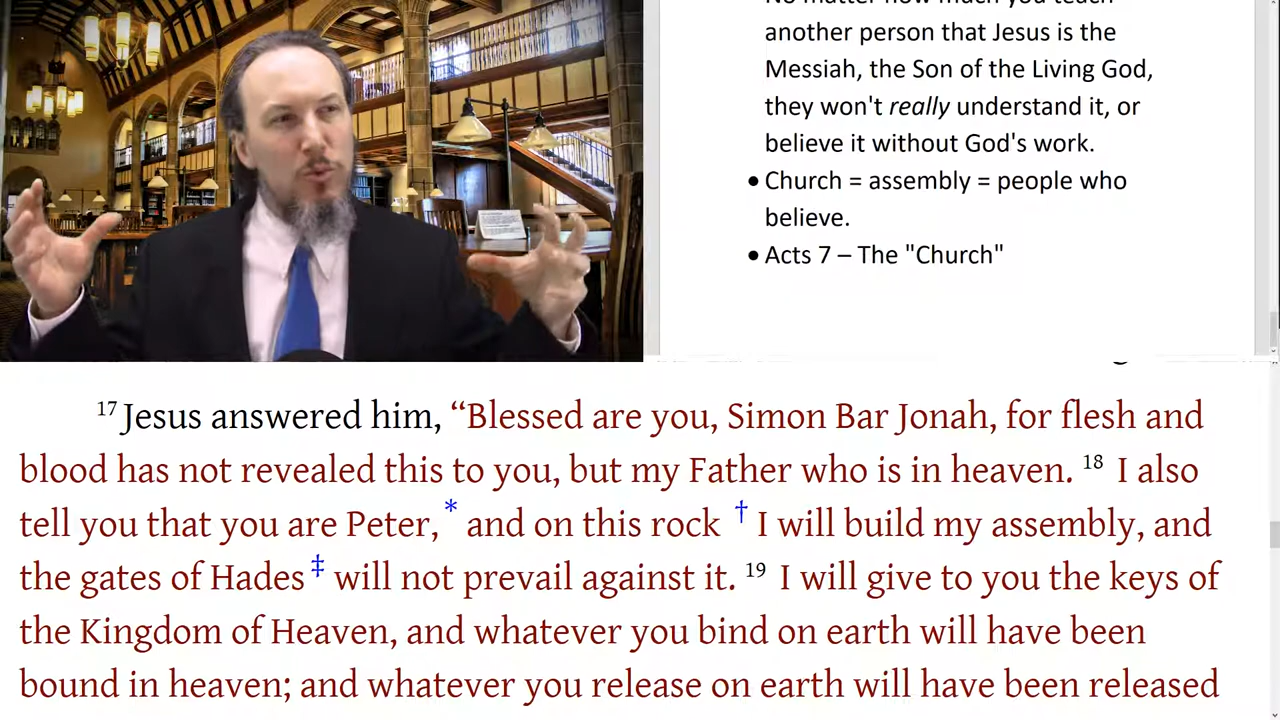 No matter how much you teach
another person that Jesus is the
Messiah, the Son of the Living God,
they won't really understand it, or
believe it without God's work.
• Church = assembly = people who
believe.
• Acts 7 – The "Church"
17 Jesus answered him, “Blessed are you, Simon Bar Jonah, for flesh and
blood has not revealed this to you, but my Father who is in heaven. 18 I also
tell you that you are Peter,* and on this rock † I will build my assembly, and
the gates of Hades ‡ will not prevail against it. 19 I will give to you the keys of
the Kingdom of Heaven, and whatever you bind on earth will have been
bound in heaven; and whatever you release on earth will have been released